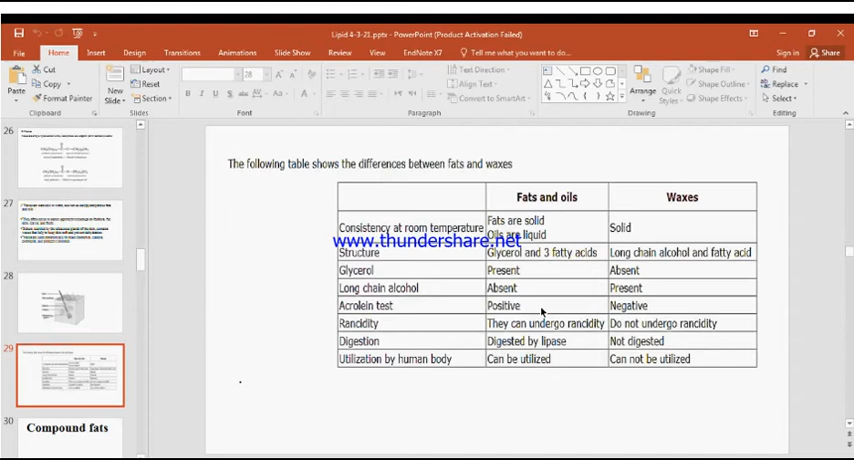 Lipid 4-3-21.pptx - PowerPoint (Product Activation Failed)
File Home Insert Design Transitions Animations Slide Show Review View EndNote X7 Tell me what you want to do... Sign in Share
Cut
Copy
Format Painter
Paste
Clipboard
New Slide
Layout
Reset
Section
Slides
28
Font
Text Direction
Align Text
Convert to SmartArt
Paragraph
Arrange
Quick Styles
Shape Fill
Shape Outline
Shape Effects
Drawing
Find
Replace
Select
Editing
26
27
28
29
30
Compound fats
The following table shows the differences between fats and waxes
Fats and oils Waxes
Consistency at room temperature Fats are solid Oils are liquid Solid
www.thundershare.net
Structure Glycerol and 3 fatty acids Long chain alcohol and fatty acid
Glycerol Present Absent
Long chain alcohol Absent Present
Acrolein test Positive Negative
Rancidity They can undergo rancidity Do not undergo rancidity
Digestion Digested by lipase Not digested
Utilization by human body Can be utilized Can not be utilized